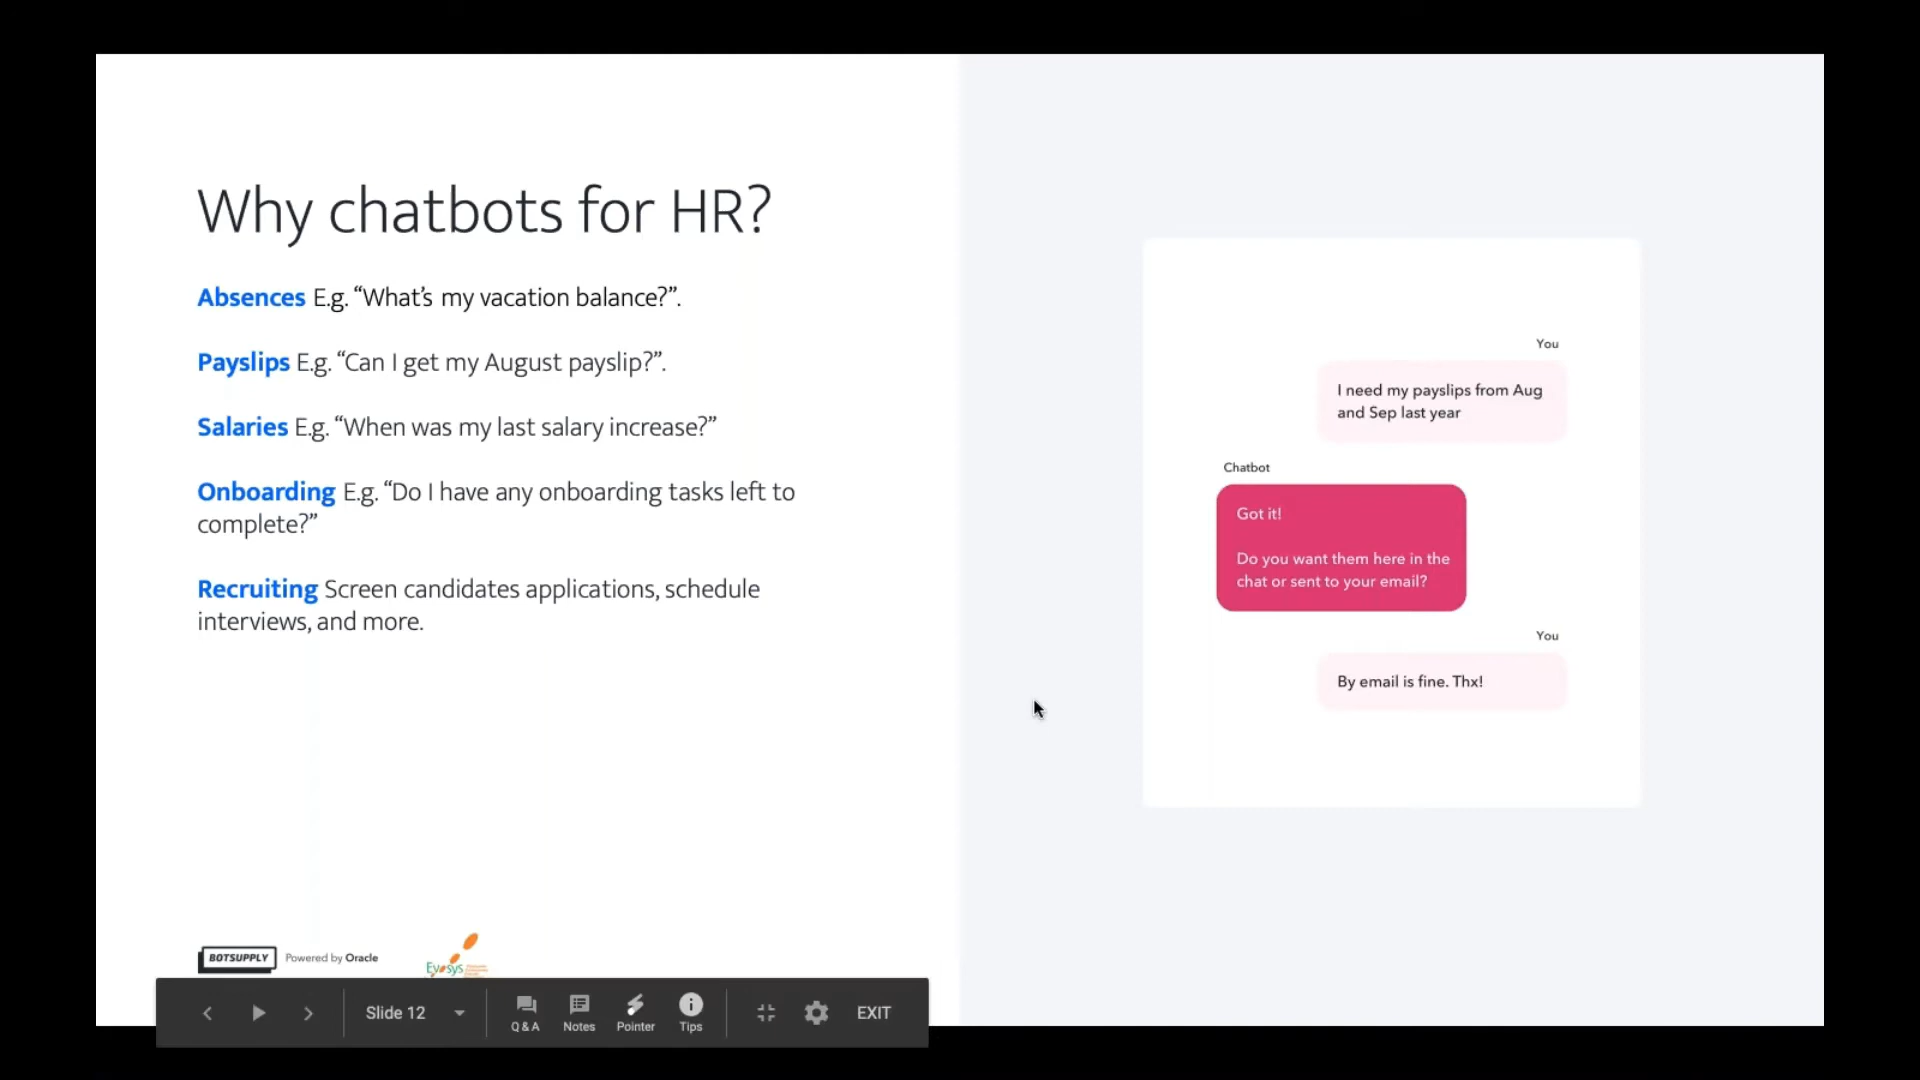 Why chatbots for HR?
Absences E.g. “What’s my vacation balance?”.
Payslips E.g. “Can I get my August payslip?”.
Salaries E.g. “When was my last salary increase?”
Onboarding E.g. “Do I have any onboarding tasks left to
complete?”
Recruiting Screen candidates applications, schedule
interviews, and more.
You
I need my payslips from Aug
and Sep last year
Chatbot
Got it!
Do you want them here in the
chat or sent to your email?
You
By email is fine. Thx!
BOTSUPPLY Powered by Oracle
Evosys
Slide 12
Q & A Notes Pointer Tips
EXIT